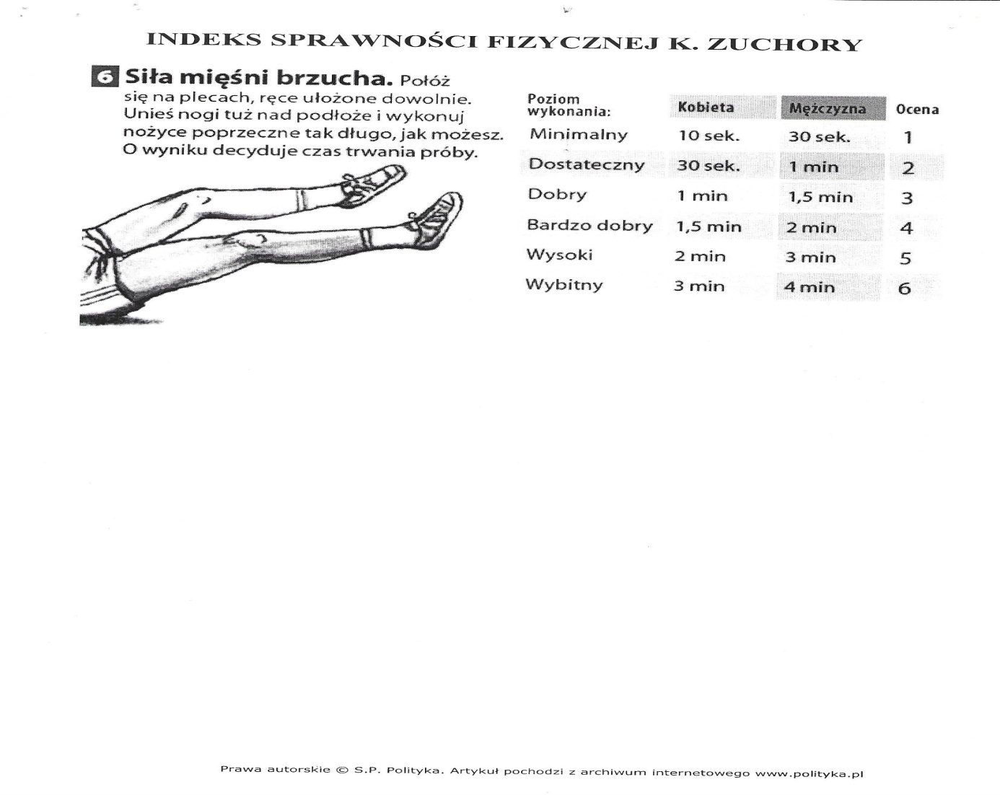 INDEKS SPRAWNOŚCI FIZYCZNEJ K. ZUCHORY
6 Siła mięśni brzucha. Połóż
się na plecach, ręce ułożone dowolnie.
Unieś nogi tuż nad podłoże i wykonuj
nożyce poprzeczne tak długo, jak możesz.
O wyniku decyduje czas trwania próby.
Poziom
wykonania: Kobieta Mężczyzna Ocena
Minimalny 10 sek. 30 sek. 1
Dostateczny 30 sek. 1 min 2
Dobry 1 min 1,5 min 3
Bardzo dobry 1,5 min 2 min 4
Wysoki 2 min 3 min 5
Wybitny 3 min 4 min 6
Prawa autorskie © S.P. Polityka. Artykuł pochodzi z archiwum internetowego www.polityka.pl